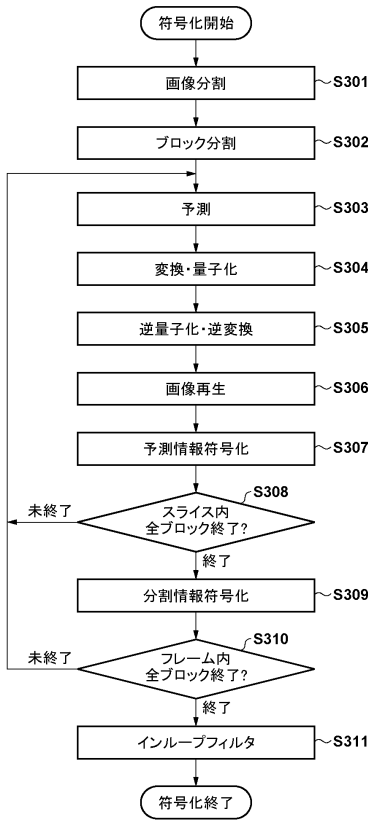 符号化開始
画像分割 S301
ブロック分割 S302
予測 S303
変換・量子化 S304
逆量子化・逆変換 S305
画像再生 S306
予測情報符号化 S307
S308
未終了 スライス内
全ブロック終了?
終了
分割情報符号化 S309
S310
未終了 フレーム内
全ブロック終了?
終了
インループフィルタ S311
符号化終了